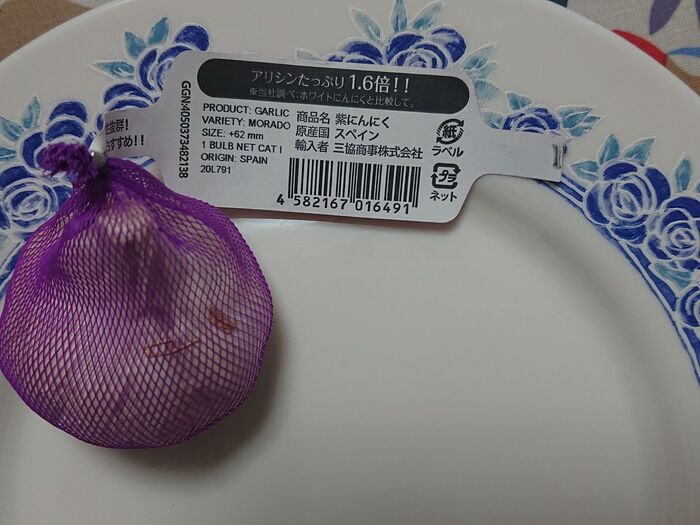 アリシンたっぷり1.6倍!!
※当社調べ:ホワイトにんにくと比較して。
PRODUCT: GARLIC
VARIETY: MORADO
SIZE: +62 mm
1 BULB NET CAT I
ORIGIN: SPAIN
20L791
商品名 紫にんにく
原産国 スペイン
輸入者 三協商事株式会社
4 582167 016491
紙
ラベル
プラ
ネット
GGN:4050373482138
抜群!
すすめ!!